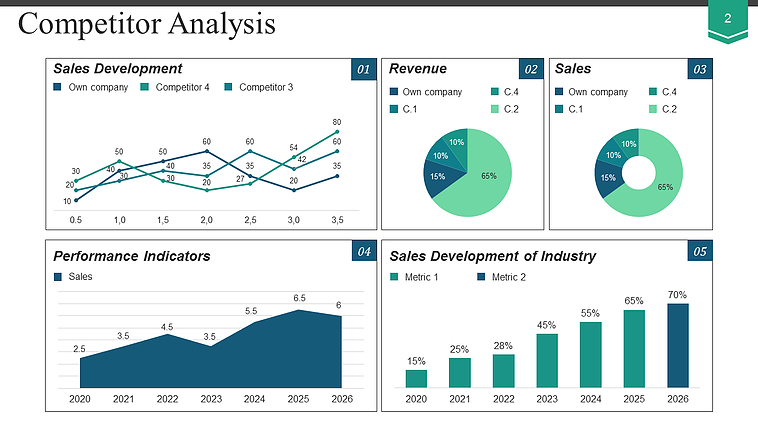 Competitor Analysis
2
Sales Development
01
Own company Competitor 4 Competitor 3
80
60
50 50 60 60 54
30 40 40 35 42 35
20 30 30 20 27 20
10
0.5 1,0 1,5 2,0 2,5 3,0 3,5
Revenue
02
Own company C.4
C.1 C.2
10%
10%
15%
65%
Sales
03
Own company C.4
C.1 C.2
10%
10%
15%
65%
Performance Indicators
04
Sales
2.5 3.5 4.5 3.5 5.5 6.5 6
2020 2021 2022 2023 2024 2025 2026
Sales Development of Industry
05
Metric 1 Metric 2
15% 25% 28% 45% 55% 65% 70%
2020 2021 2022 2023 2024 2025 2026